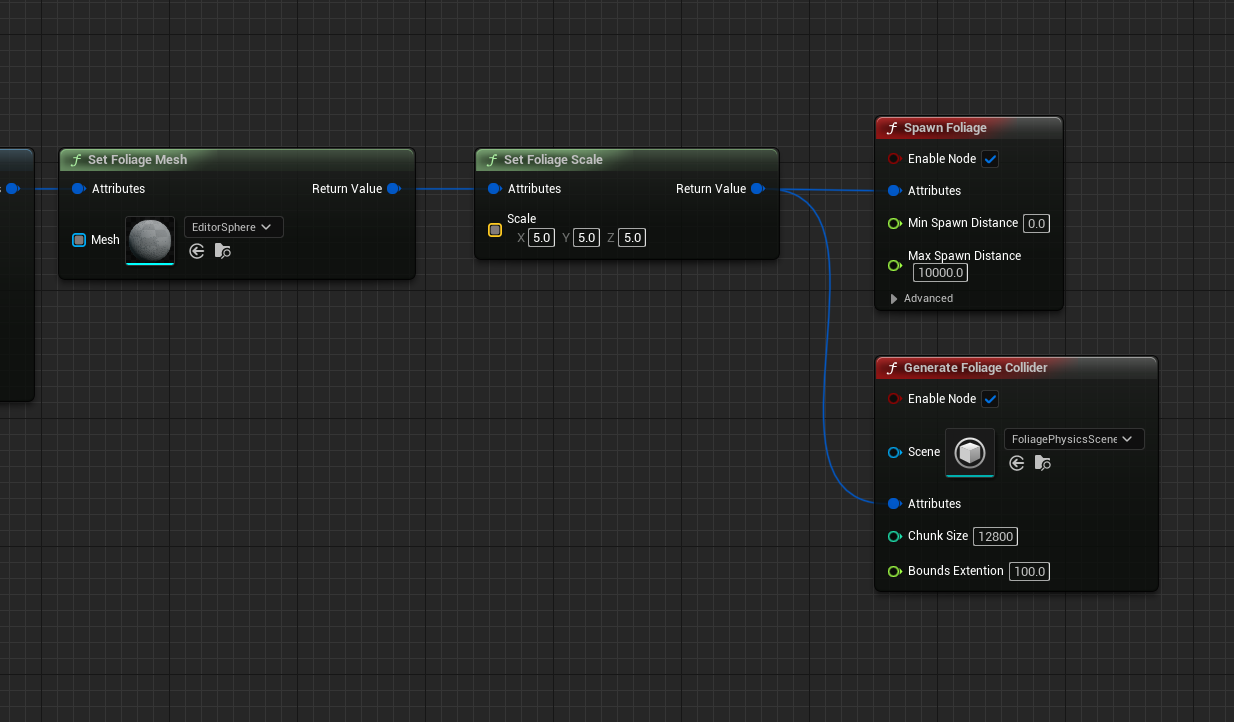 Set Foliage Mesh
Attributes
Return Value
Mesh
EditorSphere
Set Foliage Scale
Attributes
Return Value
Scale
X 5.0 Y 5.0 Z 5.0
Spawn Foliage
Enable Node
Attributes
Min Spawn Distance 0.0
Max Spawn Distance
10000.0
Advanced
Generate Foliage Collider
Enable Node
Scene
FoliagePhysicsScene
Attributes
Chunk Size 12800
Bounds Extention 100.0